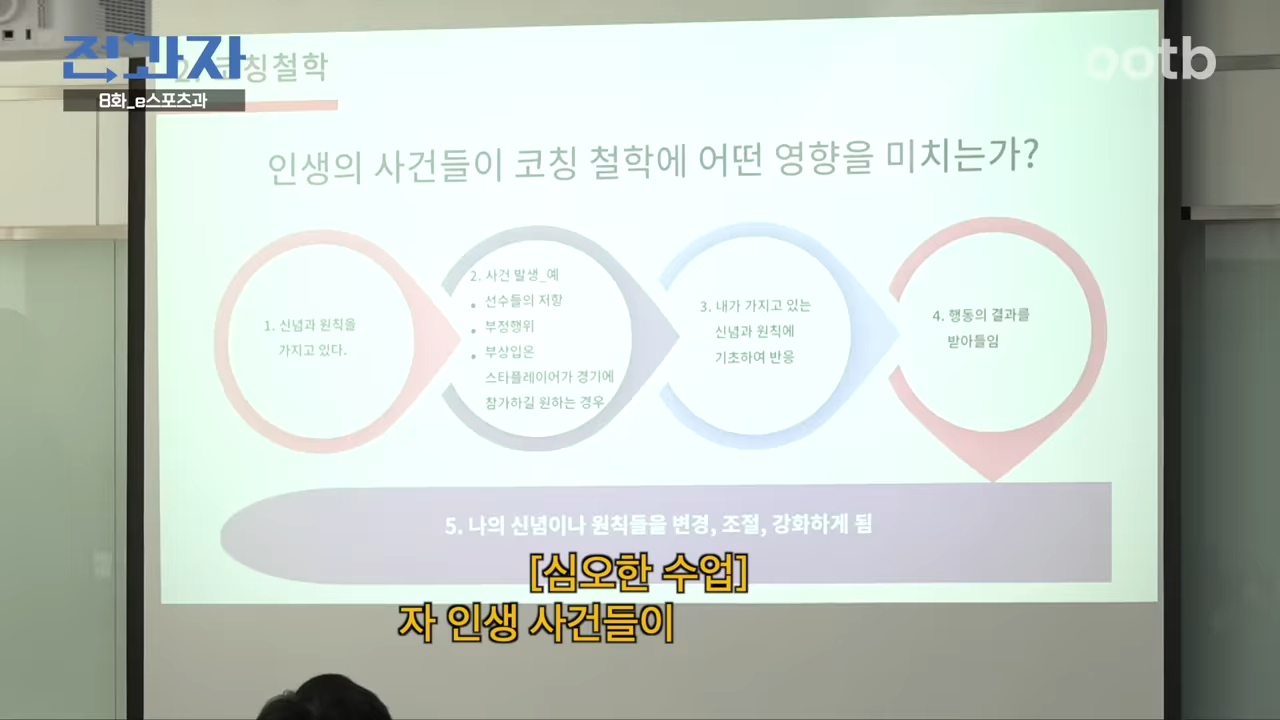 전과자
ootb
8화_e스포츠과
2. 코칭철학
인생의 사건들이 코칭 철학에 어떤 영향을 미치는가?
1. 신념과 원칙을
가지고 있다.
2. 사건 발생_예
• 선수들의 저항
• 부정행위
• 부상입은
스타플레이어가 경기에
참가하길 원하는 경우
3. 내가 가지고 있는
신념과 원칙에
기초하여 반응
4. 행동의 결과를
받아들임
5. 나의 신념이나 원칙들을 변경, 조절, 강화하게 됨
[심오한 수업]
자 인생 사건들이